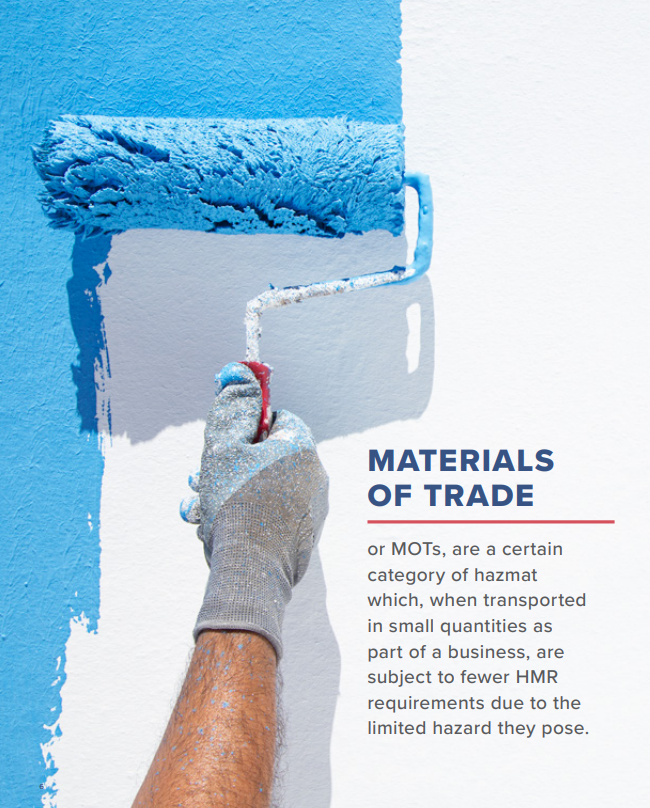 MATERIALS
OF TRADE
or MOTs, are a certain
category of hazmat
which, when transported
in small quantities as
part of a business, are
subject to fewer HMR
requirements due to the
limited hazard they pose.
6